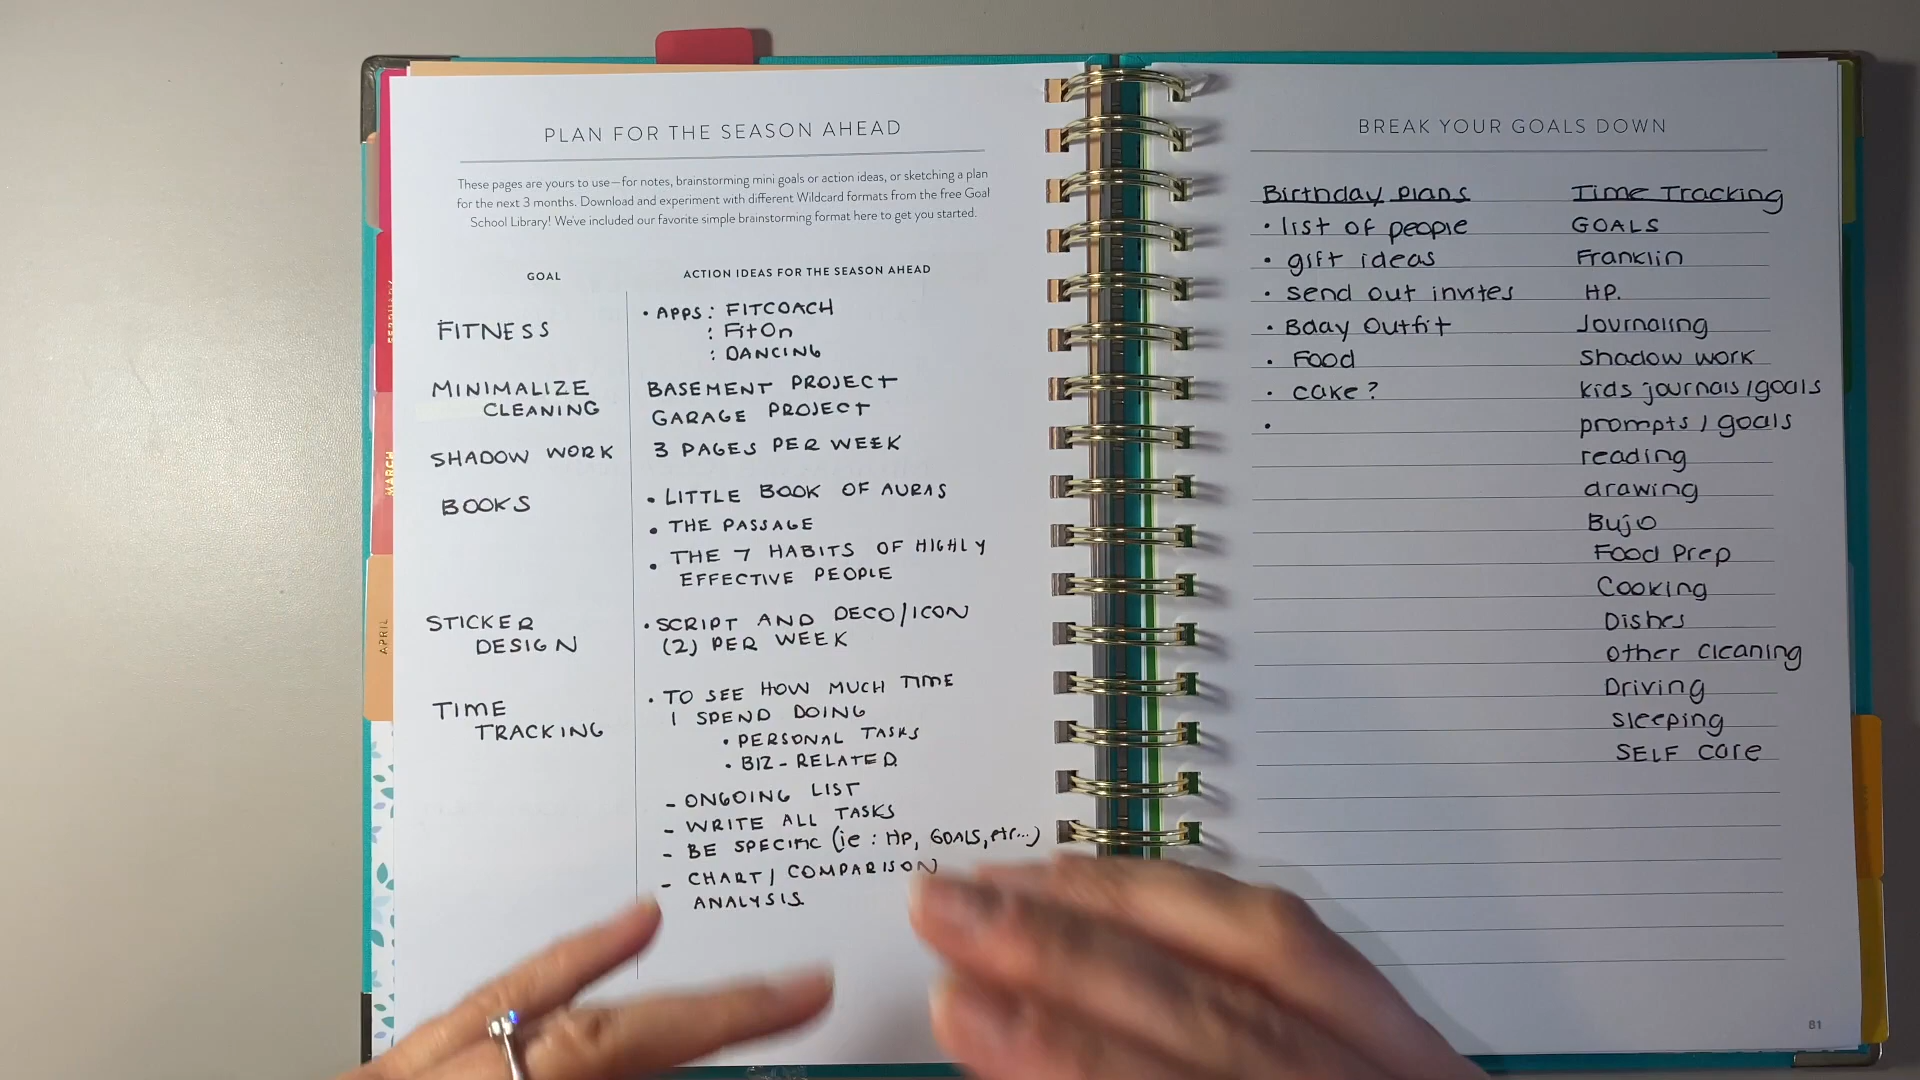 PLAN FOR THE SEASON AHEAD
These pages are yours to use—for notes, brainstorming mini goals or action ideas, or sketching a plan
for the next 3 months. Download and experiment with different Wildcard formats from the free Goal
School Library! We've included our favorite simple brainstorming format here to get you started.
GOAL
ACTION IDEAS FOR THE SEASON AHEAD
FITNESS
• APPS : FITCOACH
: FitOn
: DANCING
MINIMALIZE
CLEANING
BASEMENT PROJECT
GARAGE PROJECT
SHADOW WORK
3 PAGES PER WEEK
BOOKS
• LITTLE BOOK OF AURAS
• THE PASSAGE
• THE 7 HABITS OF HIGHLY
EFFECTIVE PEOPLE
STICKER
DESIGN
• SCRIPT AND DECO/ICON
(2) PER WEEK
TIME
TRACKING
• TO SEE HOW MUCH TIME
I SPEND DOING
• PERSONAL TASKS
• BIZ - RELATED
- ONGOING LIST
- WRITE ALL TASKS
- BE SPECIFIC (ie : HP, GOALS, etc...)
- CHART / COMPARISON
ANALYSIS
MARCH
APRIL
BREAK YOUR GOALS DOWN
Birthday Plans
• list of people
• gift ideas
• send out invites
• Bday Outfit
• Food
• cake?
•
Time Tracking
GOALS
Franklin
HP.
Journaling
Shadow work
kids journals / goals
prompts / goals
reading
drawing
Bujo
Food Prep
Cooking
Dishes
other cleaning
Driving
sleeping
SELF care
81